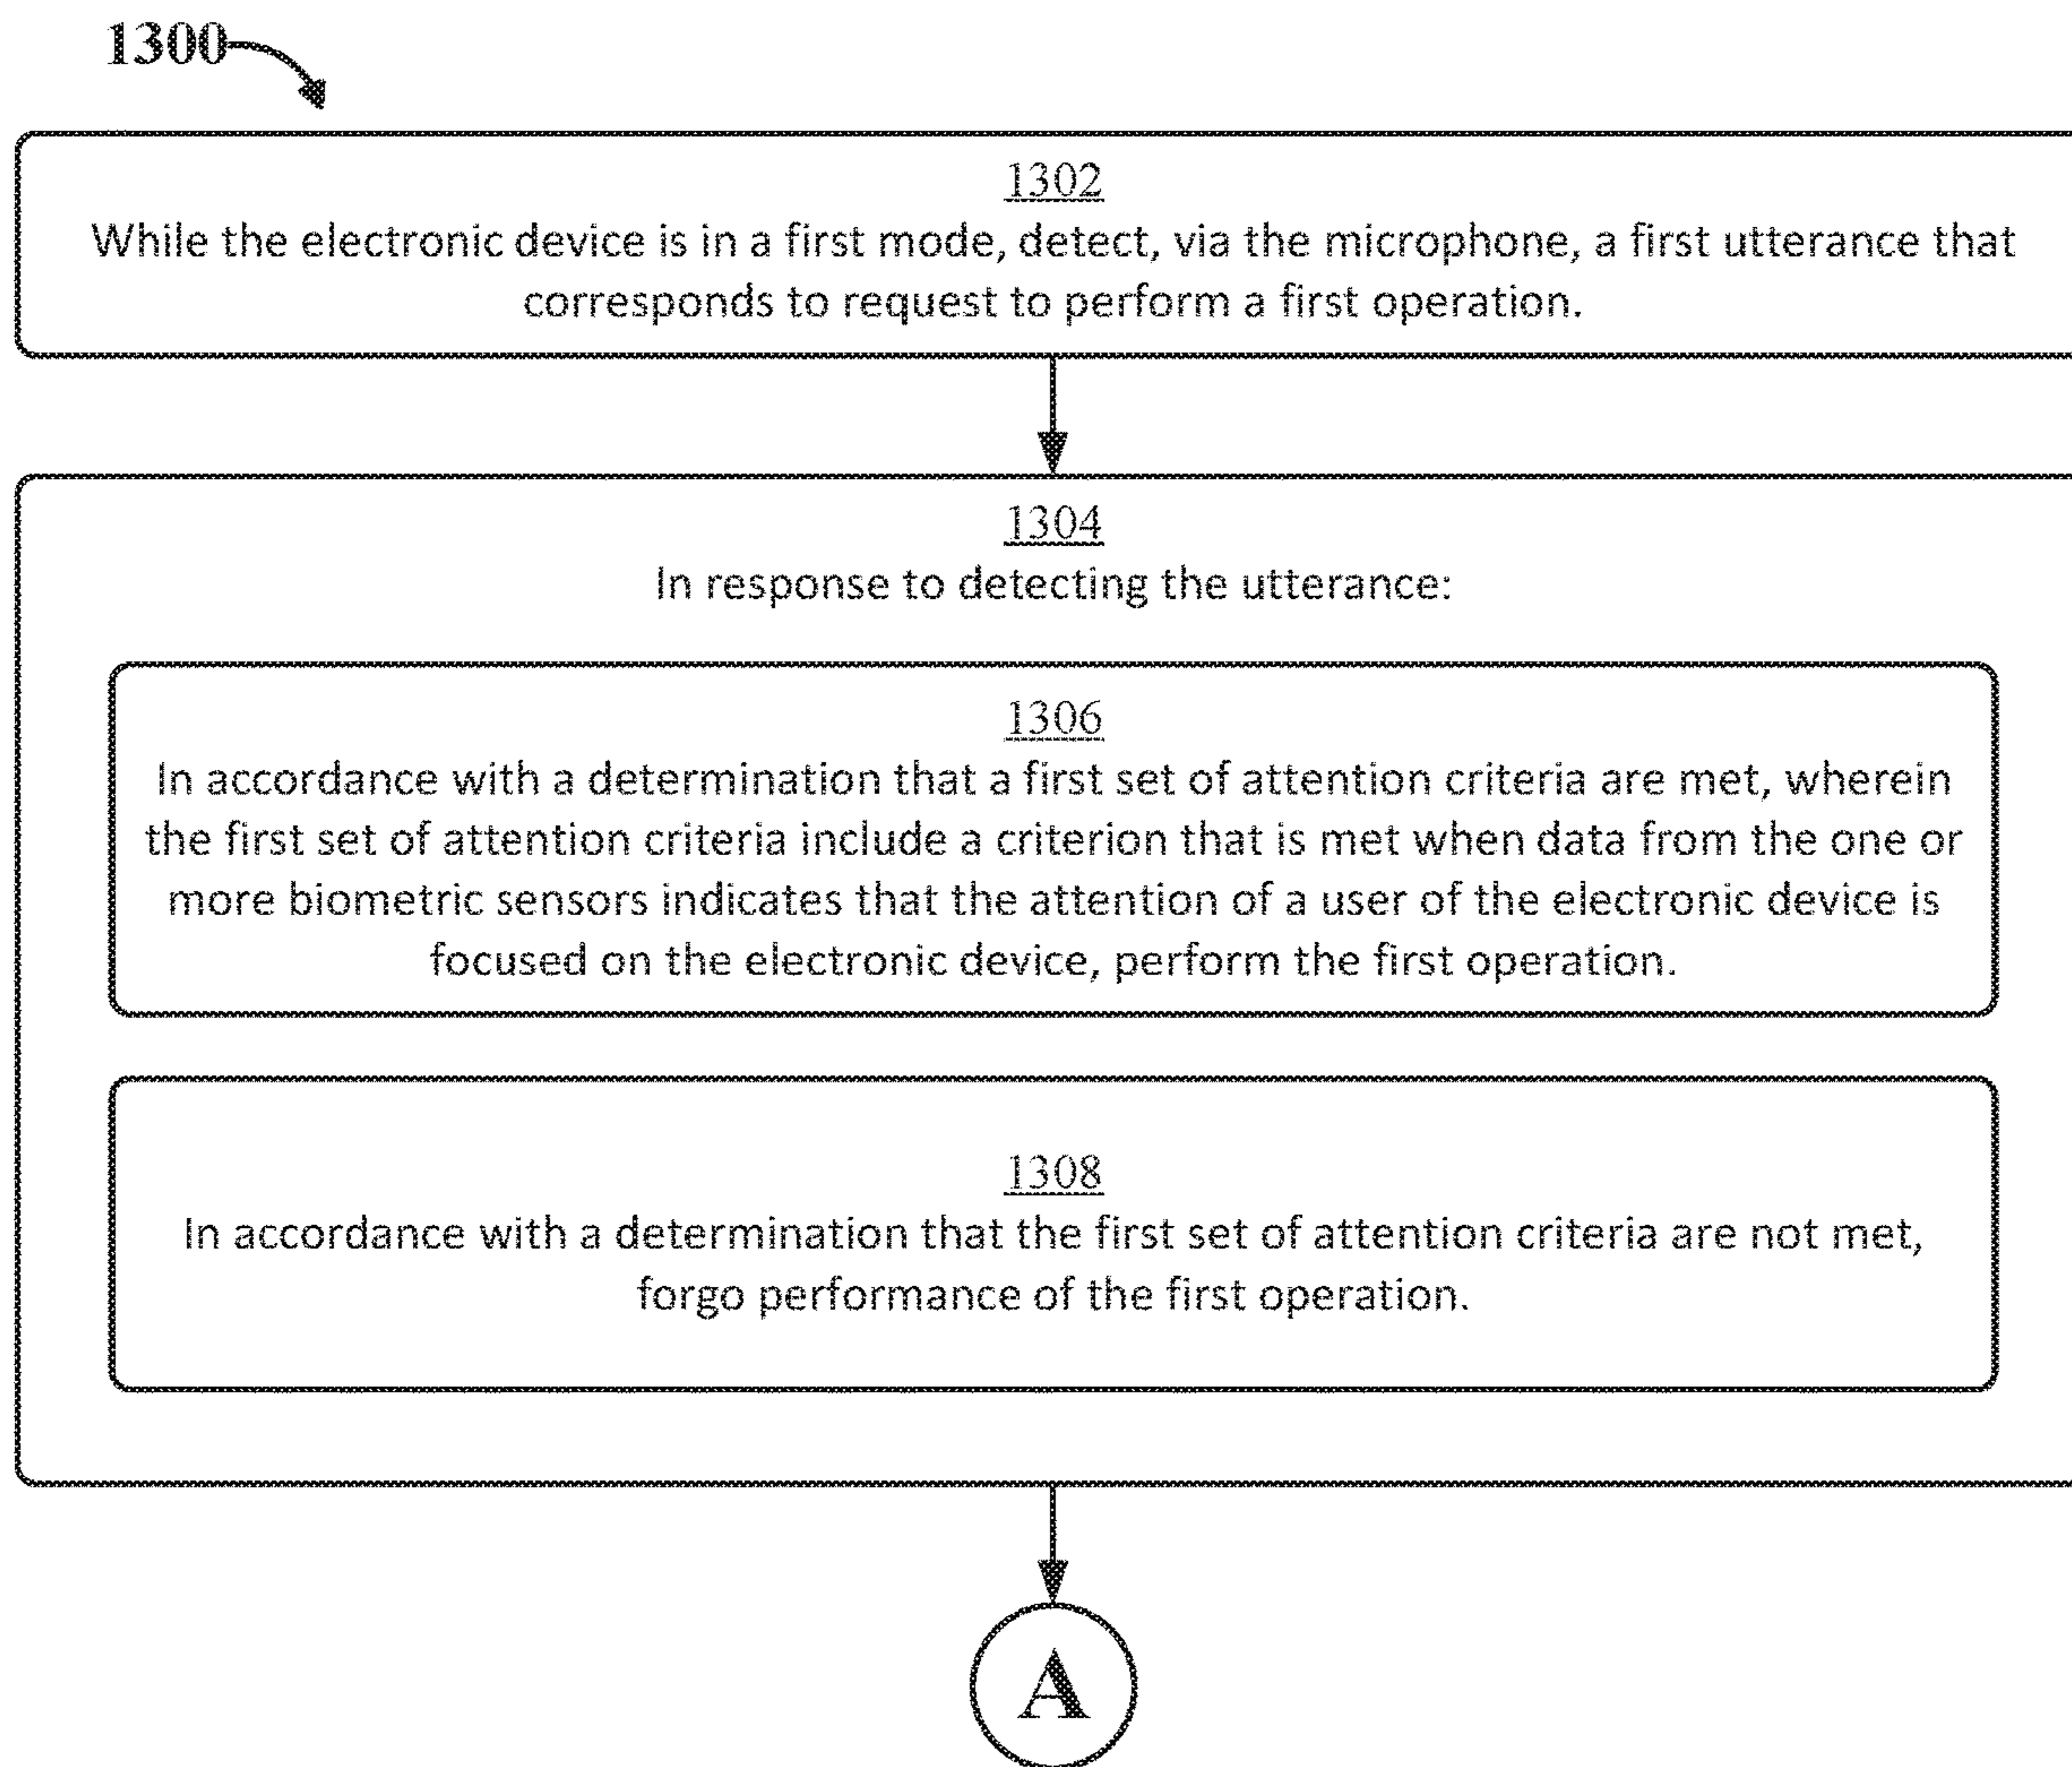 1300
1302
While the electronic device is in a first mode, detect, via the microphone, a first utterance that
corresponds to request to perform a first operation.
1304
In response to detecting the utterance:
1306
In accordance with a determination that a first set of attention criteria are met, wherein
the first set of attention criteria include a criterion that is met when data from the one or
more biometric sensors indicates that the attention of a user of the electronic device is
focused on the electronic device, perform the first operation.
1308
In accordance with a determination that the first set of attention criteria are not met,
forgo performance of the first operation.
A